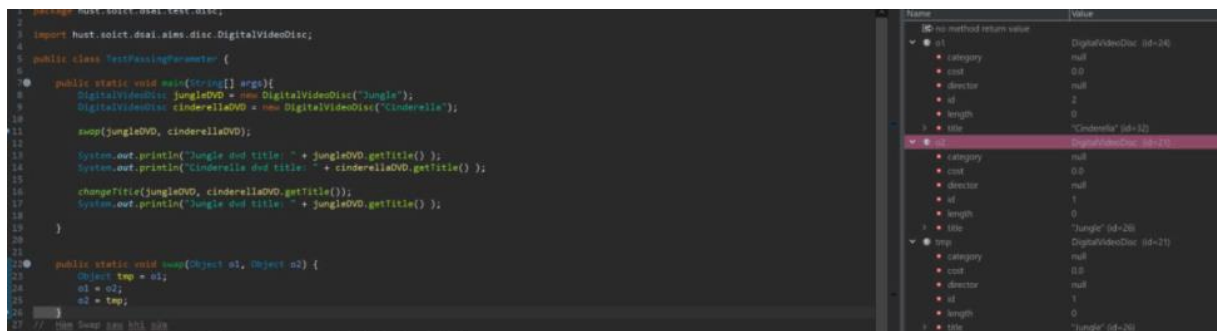 package hust.soict.dsai.test.disc;
import hust.soict.dsai.aims.disc.DigitalVideoDisc;
public class TestPassingParameter {
public static void main(String[] args){
DigitalVideoDisc jungleDVD = new DigitalVideoDisc("Jungle");
DigitalVideoDisc cinderellaDVD = new DigitalVideoDisc("Cinderella");
swap(jungleDVD, cinderellaDVD);
System.out.println("Jungle dvd title: " + jungleDVD.getTitle() );
System.out.println("Cinderella dvd title: " + cinderellaDVD.getTitle() );
changeTitle(jungleDVD, cinderellaDVD.getTitle());
System.out.println("Jungle dvd title: " + jungleDVD.getTitle() );
}
public static void swap(Object o1, Object o2) {
Object tmp = o1;
o1 = o2;
o2 = tmp;
}
// Hàm Swap sau khi sửa
Name Value
no method return value
o1 DigitalVideoDisc (id=24)
category null
cost 0.0
director null
id 2
length 0
title "Cinderella" (id=32)
o2 DigitalVideoDisc (id=21)
category null
cost 0.0
director null
id 1
length 0
title "Jungle" (id=26)
tmp DigitalVideoDisc (id=21)
category null
cost 0.0
director null
id 1
length 0
title "Jungle" (id=26)